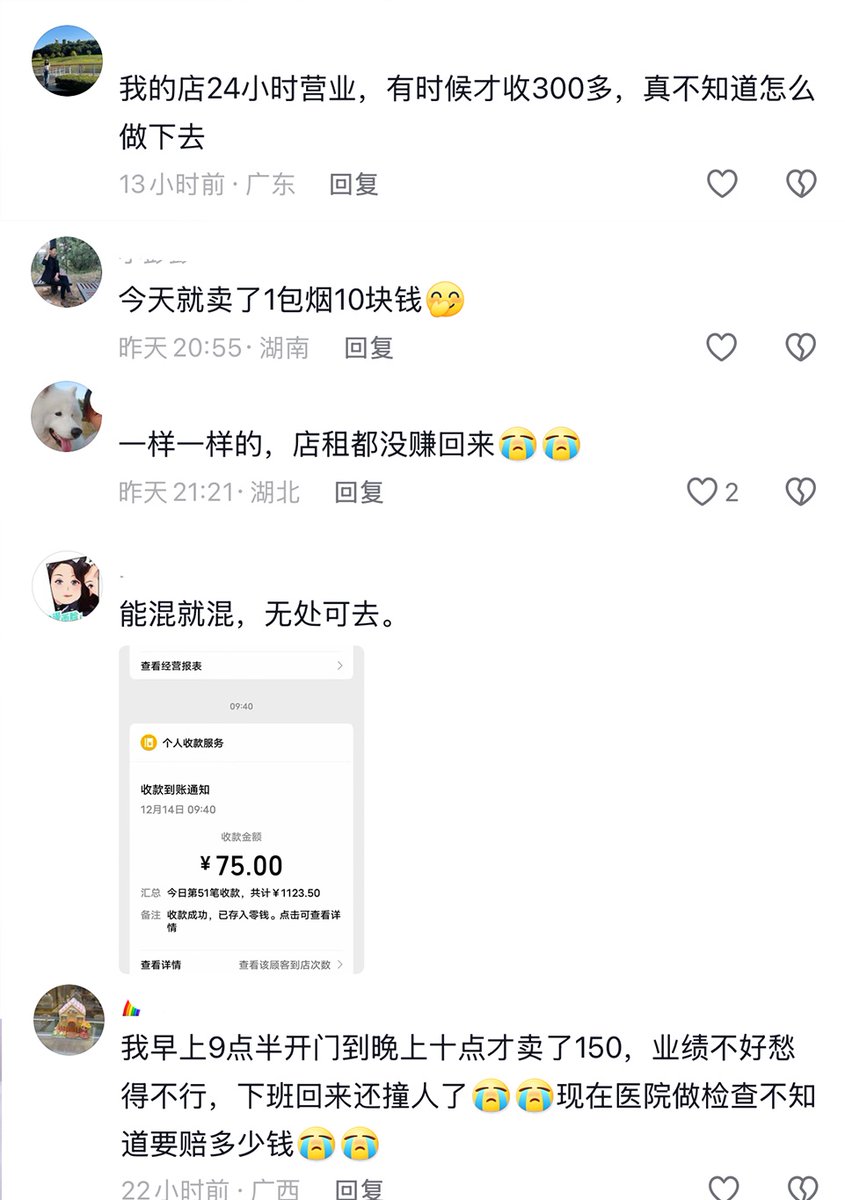 我的店24小时营业，有时候才收300多，真不知道怎么
做下去
13小时前·广东 回复
今天就卖了1包烟10块钱🤭
昨天 20:55·湖南 回复
一样一样的，店租都没赚回来😭😭
昨天 21:21·湖北 回复
2
能混就混，无处可去。
查看经营报表
09:40
个人收款服务
收款到账通知
12月14日 09:40
收款金额
¥75.00
汇总 今日第51笔收款，共计¥1123.50
备注 收款成功，已存入零钱。点击可查看详
情
查看详情 查看该顾客到店次数
我早上9点半开门到晚上十点才卖了150，业绩不好愁
得不行，下班回来还撞人了😭😭现在医院做检查不知
道要赔多少钱😭😭
22小时前·广西 回复